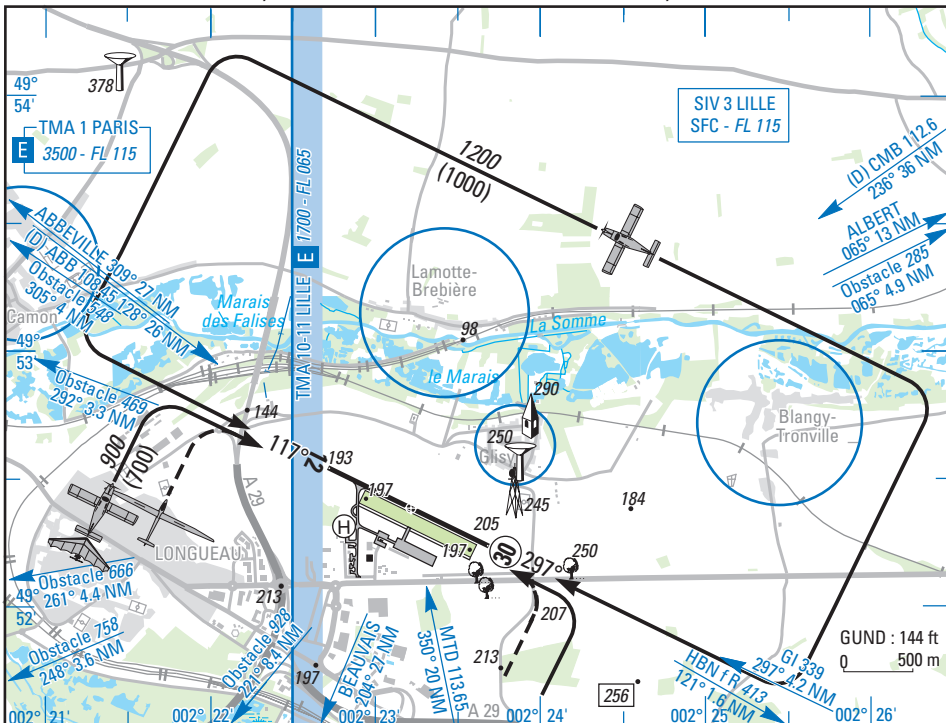 378
49°
54'
TMA 1 PARIS
E
3500 - FL 115
SIV 3 LILLE
SFC - FL 115
1200
(1000)
(D) CMB 112.6
236° 36 NM
ALBERT
065° 13 NM
Obstacle 285
065° 4.9 NM
TMA 10-11 LILLE E 1700 - FL 065
ABBEVILLE 309° 27 NM
(D) ABB 108.45 128° 26 NM
Obstacle 548
305° 4 NM
Camon
Marais
des Falises
Lamotte-
Brebière
98
La Somme
le Marais
49°
53'
Obstacle 469
292° 3.3 NM
144
290
250
Glisy
245
Blangy-
Tronville
900
(700)
117°
12
193
197
A 29
184
H
205
197
30
297°
250
LONGUEAU
Obstacle 666
261° 4.4 NM
49°
52'
213
207
Obstacle 758
248° 3.6 NM
Obstacle 928
221° 8.4 NM
197
BEAUVAIS
204° 27 NM
MTD 113.65
350° 20 NM
213
256
A 29
HBN f R 413
121° 1.6 NM
GI 339
297° 4.2 NM
GUND : 144 ft
0 500 m
002° 21
002° 22
002° 23
002° 24
002° 25
002° 26